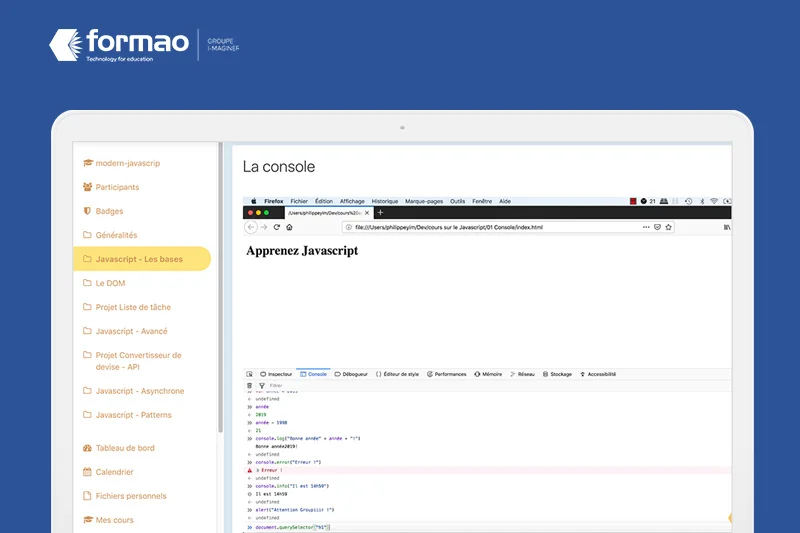 formao
Technology for education
GROUPE
I-MAGINER
modern-javascrip
Participants
Badges
Généralités
Javascript - Les bases
Le DOM
Projet Liste de tâche
Javascript - Avancé
Projet Convertisseur de
devise - API
Javascript - Asynchrone
Javascript - Patterns
Tableau de bord
Calendrier
Fichiers personnels
Mes cours
La console
Firefox Fichier Édition Affichage Historique Marque-pages Outils Fenêtre Aide 21
/Users/philippeyim/Dev/cours%20s
file:///Users/philippeyim/Dev/cours sur le Javascript/01 Console/index.html
Apprenez Javascript
Inspecteur Console Débogueur Éditeur de style Performances Mémoire Réseau Stockage Accessibilité
Filtrer
undefined
année
2019
année - 1998
21
console.log("Bonne année" + année + "!")
Bonne année2019!
undefined
console.error("Erreur !")
Erreur !
undefined
console.info("Il est 14h59")
Il est 14h59
undefined
alert("Attention Groupiiir !")
undefined
document.querySelector("h1")